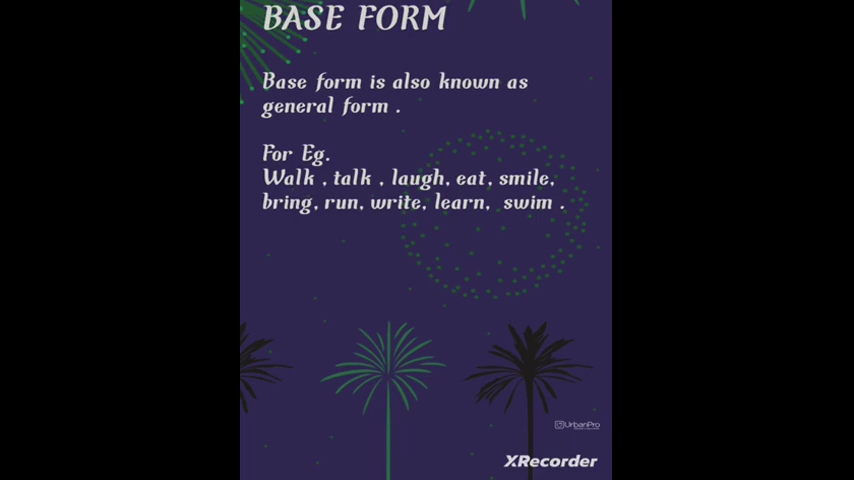 BASE FORM
Base form is also known as
general form .
For Eg.
Walk , talk , laugh, eat, smile,
bring, run, write, learn, swim .
UrbanPro
XRecorder